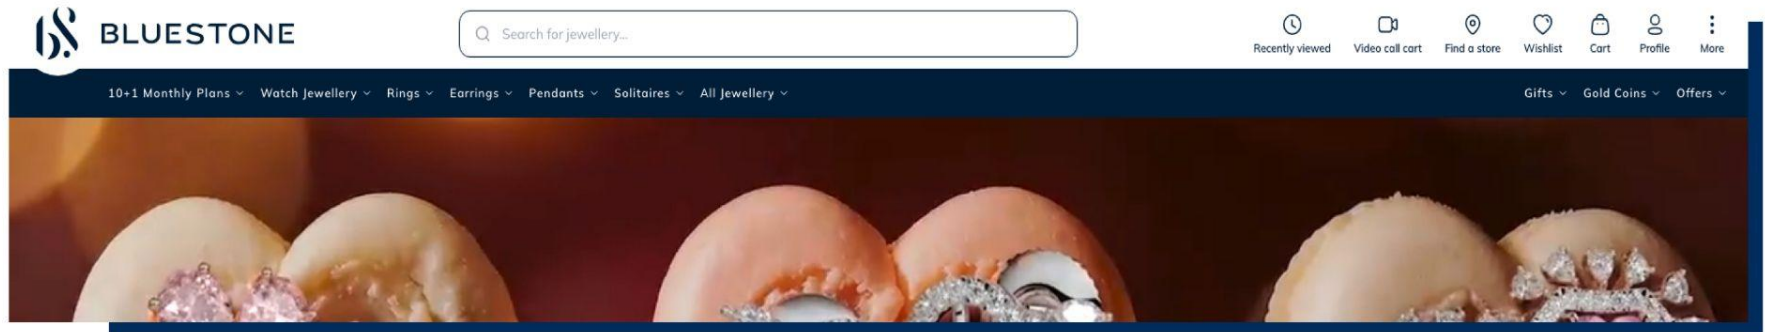 BLUESTONE
Search for jewellery...
Recently viewed Video call cart Find a store Wishlist Cart Profile More
10+1 Monthly Plans Watch Jewellery Rings Earrings Pendants Solitaires All Jewellery Gifts Gold Coins Offers